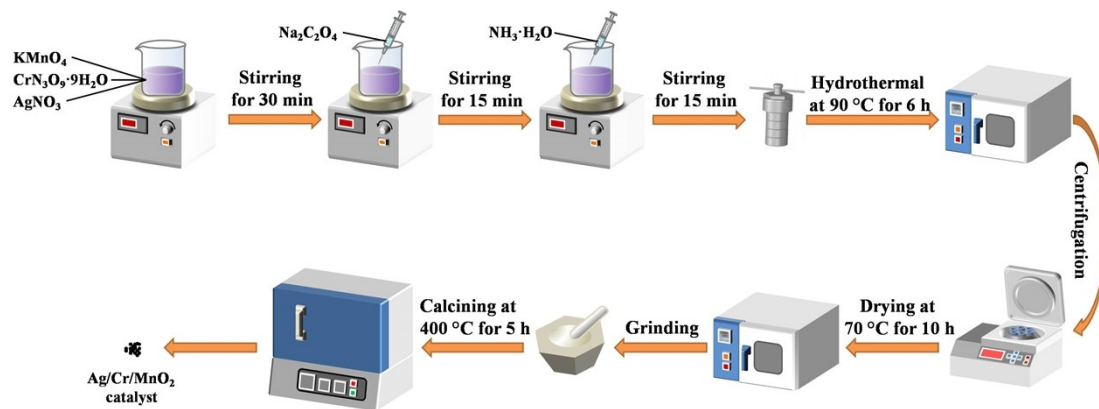 KMnO₄
CrN₃O₉·9H₂O
AgNO₃
Stirring
for 30 min
Na₂C₂O₄
Stirring
for 15 min
NH₃·H₂O
Stirring
for 15 min
Hydrothermal
at 90 °C for 6 h
Centrifugation
Drying at
70 °C for 10 h
Grinding
Calcining at
400 °C for 5 h
Ag/Cr/MnO₂
catalyst